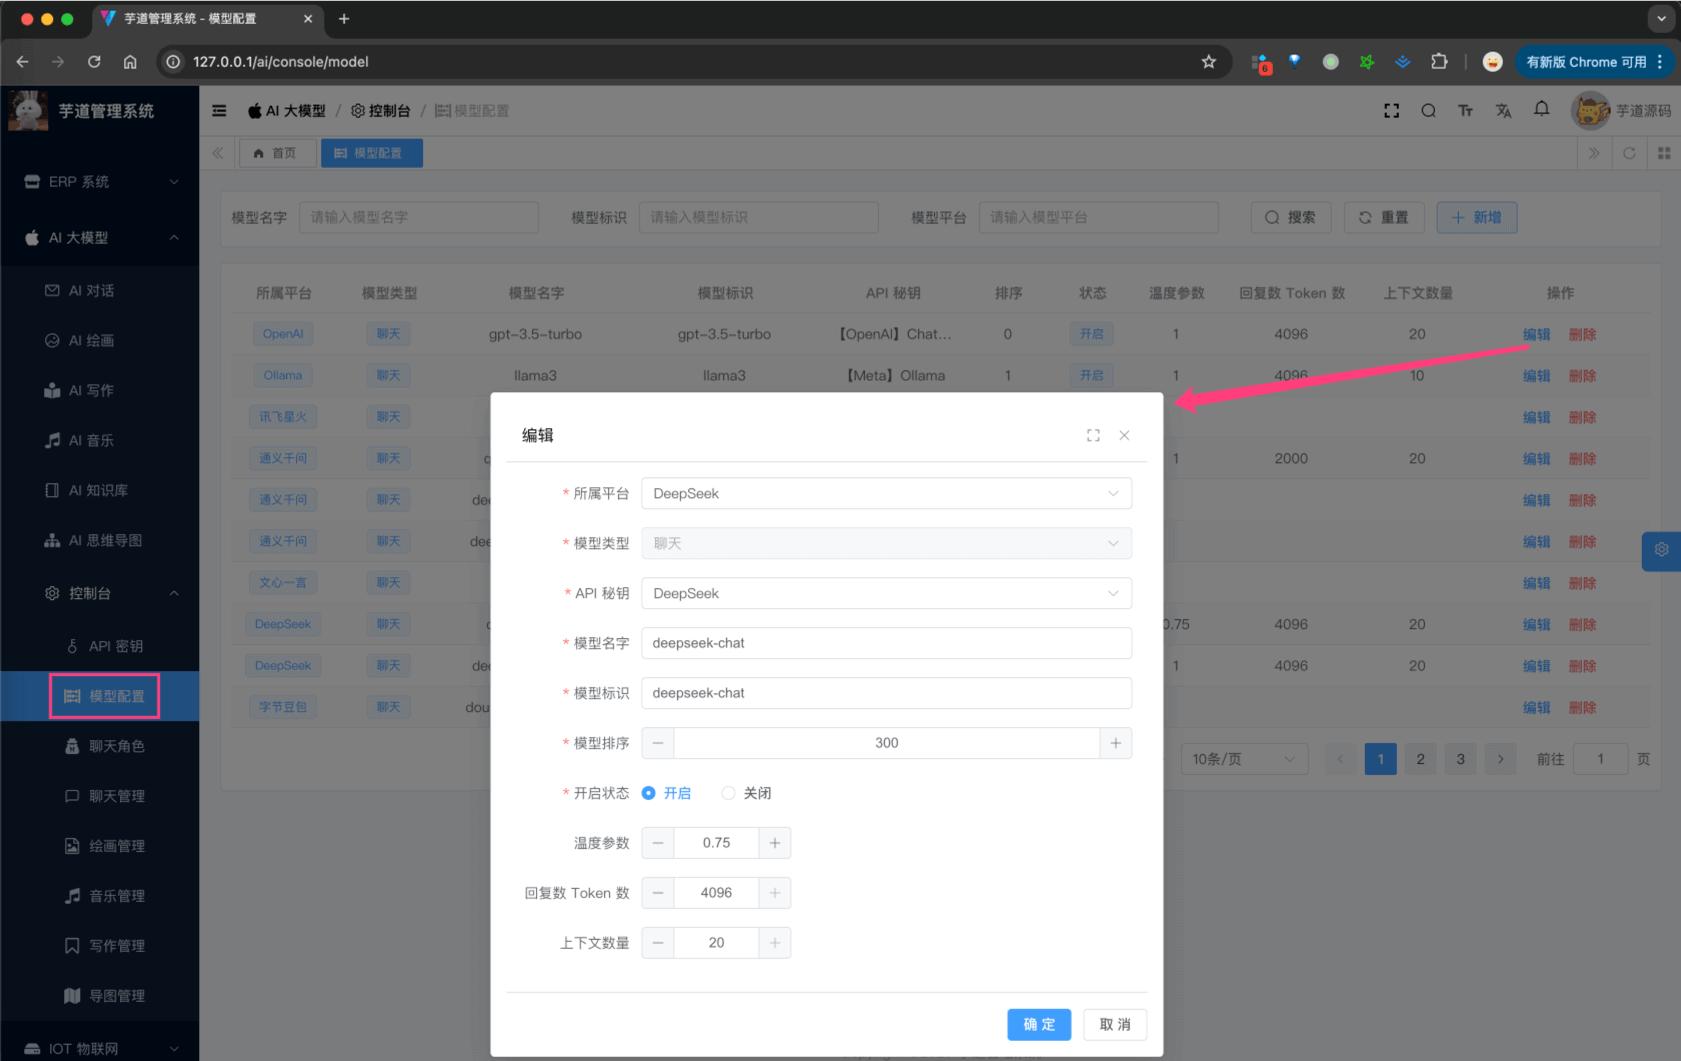 芋道管理系统 - 模型配置
127.0.0.1/ai/console/model
6
有新版 Chrome 可用
芋道管理系统
AI 大模型 / 控制台 / 模型配置
芋道源码
首页
模型配置
ERP 系统
AI 大模型
AI 对话
AI 绘画
AI 写作
AI 音乐
AI 知识库
AI 思维导图
控制台
API 密钥
模型配置
聊天角色
聊天管理
绘画管理
音乐管理
写作管理
导图管理
IOT 物联网
模型名字 请输入模型名字 模型标识 请输入模型标识 模型平台 请输入模型平台 搜索 重置 新增
所属平台 模型类型 模型名字 模型标识 API 秘钥 排序 状态 温度参数 回复数 Token 数 上下文数量 操作
OpenAI 聊天 gpt-3.5-turbo gpt-3.5-turbo 【OpenAI】Chat... 0 开启 1 4096 20 编辑 删除
Ollama 聊天 llama3 llama3 【Meta】Ollama 1 开启 1 4096 10 编辑 删除
讯飞星火 聊天 编辑 删除
通义千问 聊天 1 2000 20 编辑 删除
通义千问 聊天 dee 编辑 删除
通义千问 聊天 dee 编辑 删除
文心一言 聊天 编辑 删除
DeepSeek 聊天 0.75 4096 20 编辑 删除
DeepSeek 聊天 dee 1 4096 20 编辑 删除
字节豆包 聊天 dou 编辑 删除
10条/页 1 2 3 前往 1 页
编辑
* 所属平台 DeepSeek
* 模型类型 聊天
* API 秘钥 DeepSeek
* 模型名字 deepseek-chat
* 模型标识 deepseek-chat
* 模型排序 300
* 开启状态 开启 关闭
温度参数 0.75
回复数 Token 数 4096
上下文数量 20
确 定 取 消